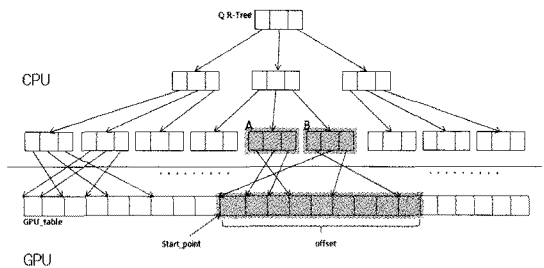 Q R-Tree
CPU
A
B
GPU_table
Start_point
offset
GPU